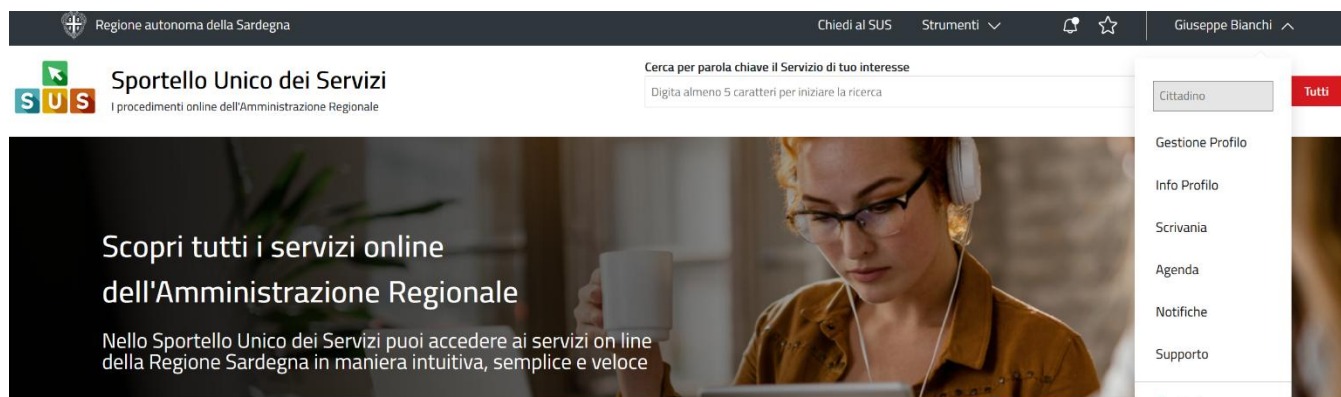 Regione autonoma della Sardegna
Chiedi al SUS
Strumenti
Giuseppe Bianchi
SUS
Sportello Unico dei Servizi
I procedimenti online dell'Amministrazione Regionale
Cerca per parola chiave il Servizio di tuo interesse
Digita almeno 5 caratteri per iniziare la ricerca
Tutti
Cittadino
Gestione Profilo
Info Profilo
Scrivania
Agenda
Notifiche
Supporto
Scopri tutti i servizi online
dell'Amministrazione Regionale
Nello Sportello Unico dei Servizi puoi accedere ai servizi on line
della Regione Sardegna in maniera intuitiva, semplice e veloce